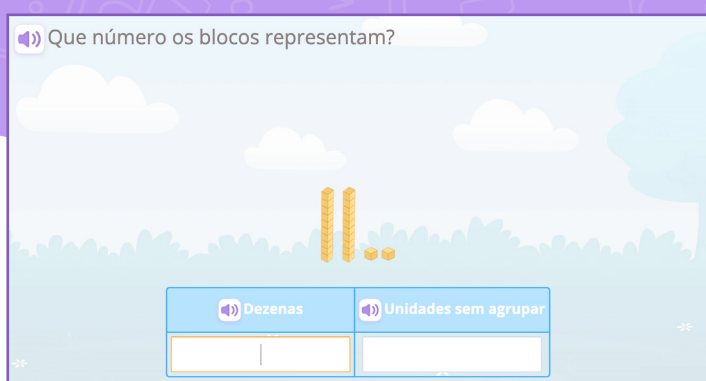 Que número os blocos representam?
Dezenas
Unidades sem agrupar